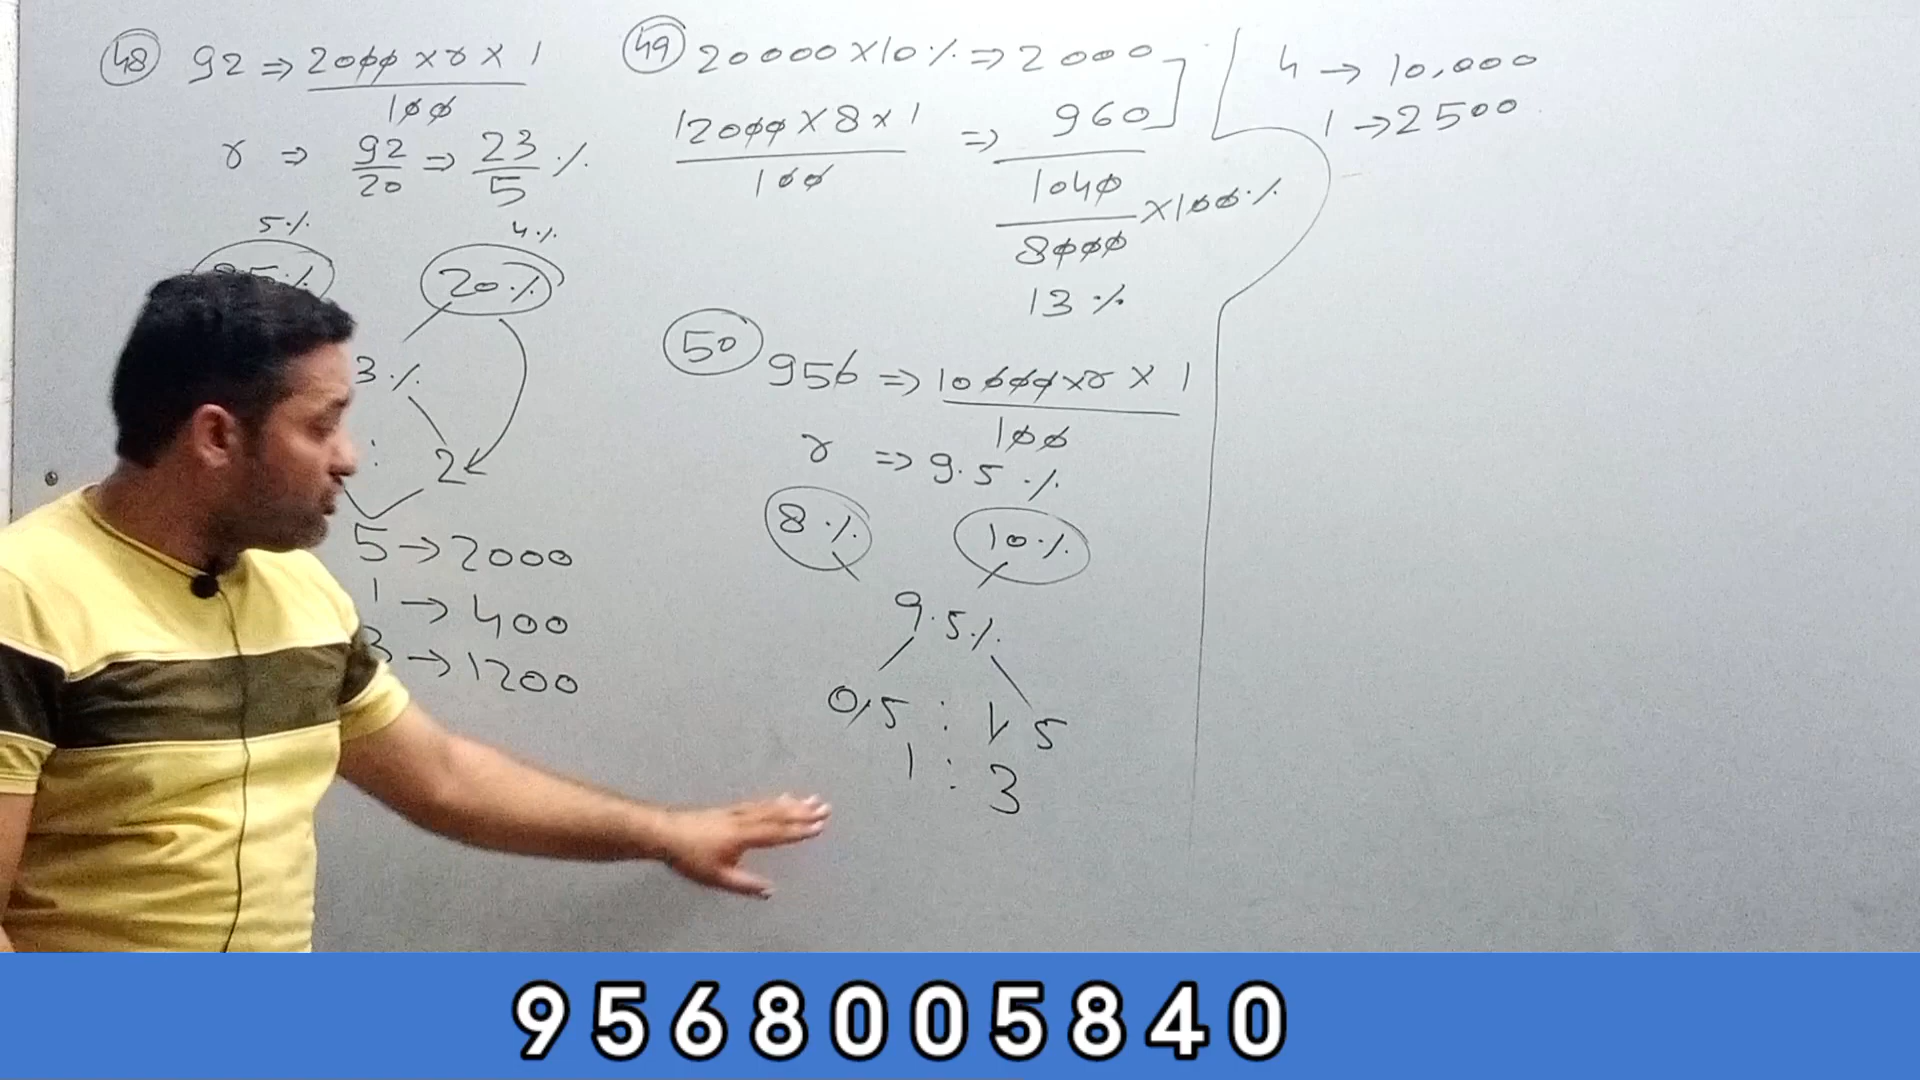 48 92 ⇒ 2000 × r × 1
100
r ⇒ 92/20 ⇒ 23/5 %
5% 4%
20%
3%
: 2
5 → 2000
1 → 400
3 → 1200
49 20000 × 10% ⇒ 2000
12000 × 8 × 1 ⇒ 960
100
1040
8000 × 100%
13%
50 950 ⇒ 10000 × r × 1
100
r ⇒ 9.5%
8% 10%
9.5%
0.5 : 1.5
1 : 3
4 → 10,000
1 → 2500
9568005840